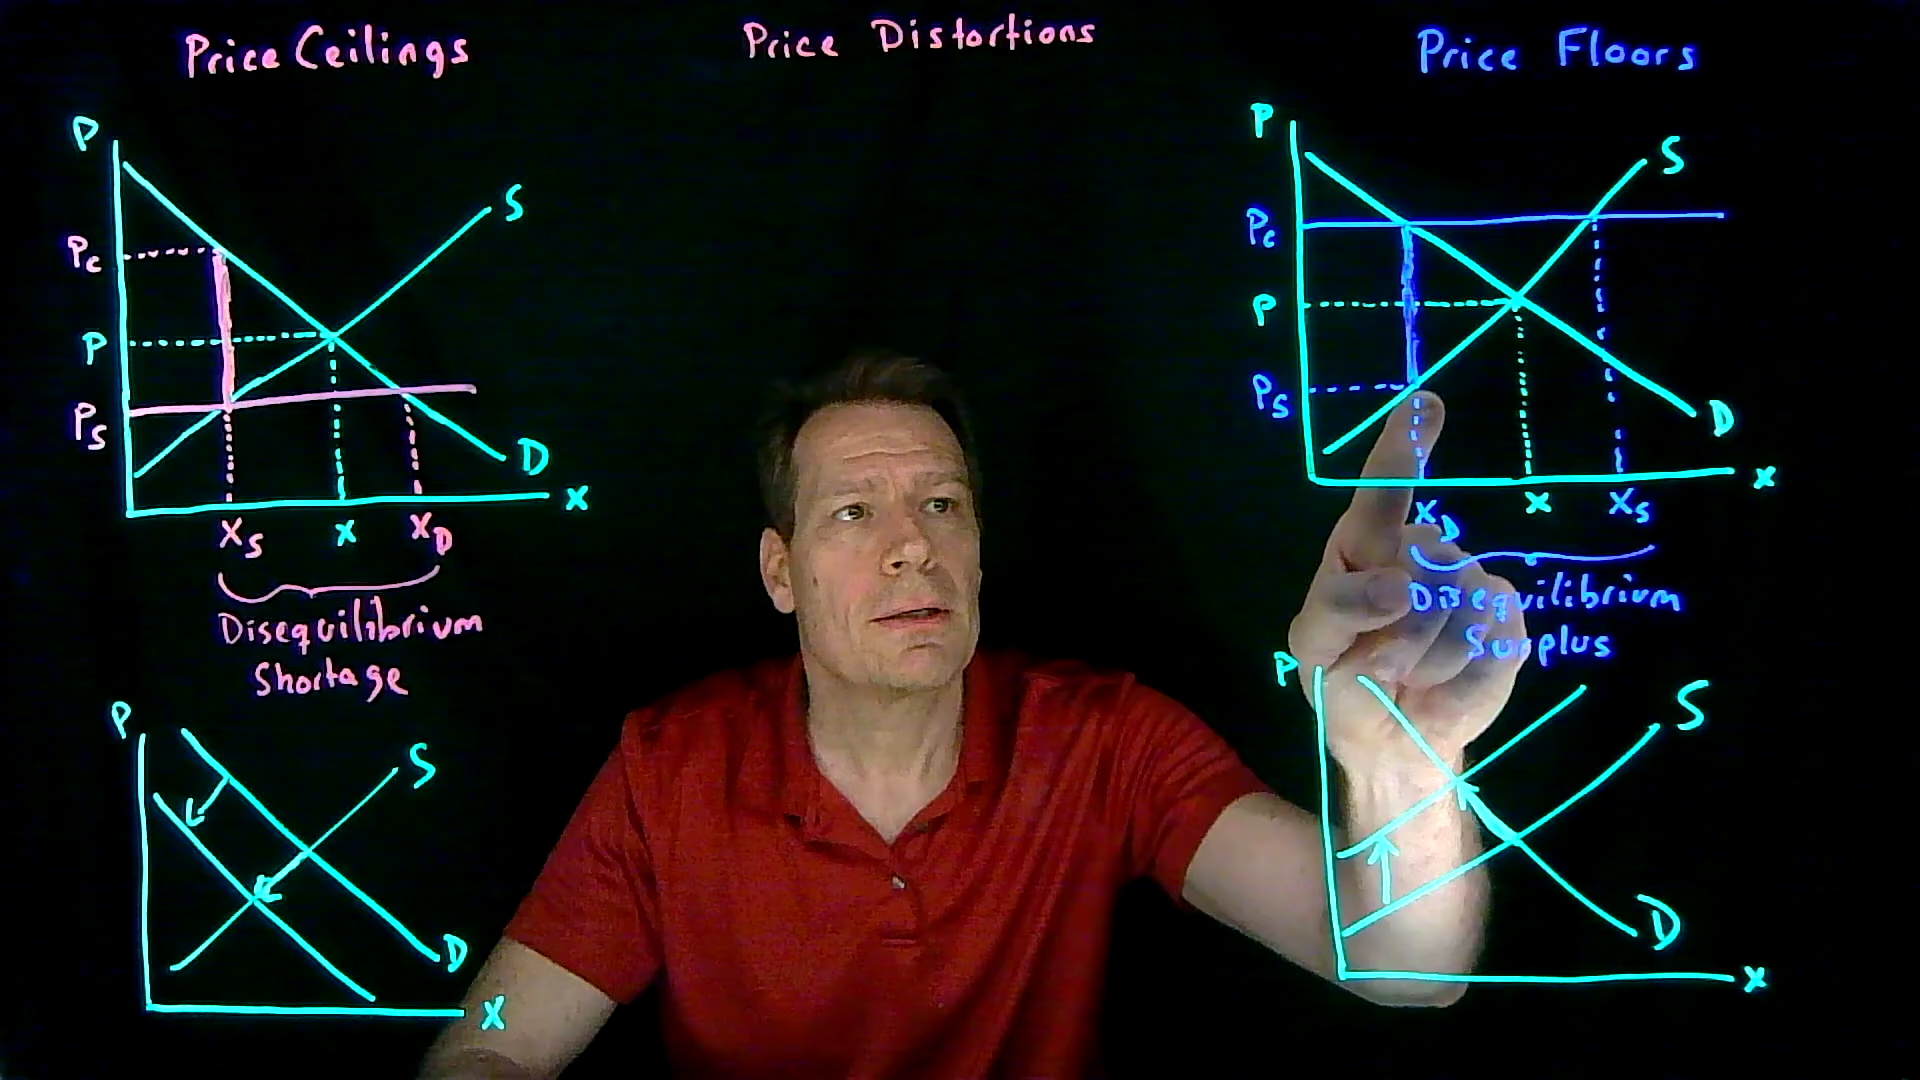 Price Ceilings
Price Distortions
Price Floors
P
S
Pc
P
Ps
D
X
Xs
X
XD
Disequilibrium
Shortage
P
S
Pc
P
Ps
D
X
XD
X
Xs
Disequilibrium
Surplus
P
S
D
X
P
S
D
X